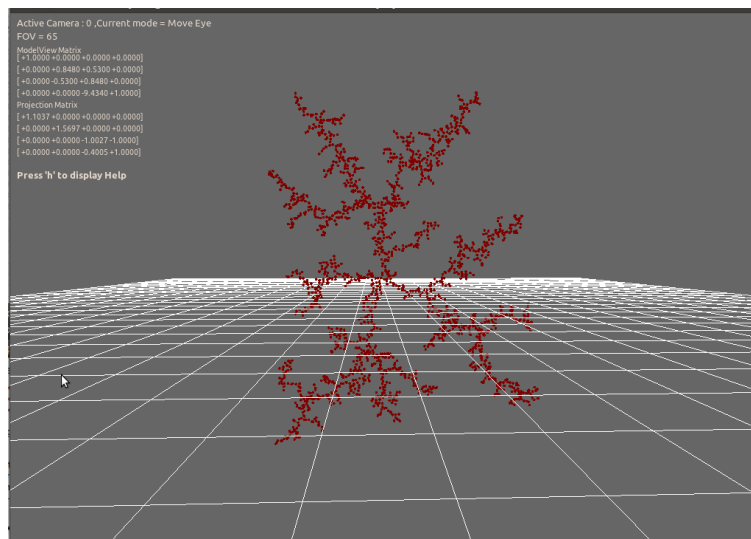 Active Camera : 0 ,Current mode = Move Eye
FOV = 65
ModelView Matrix
[ +1.0000 +0.0000 +0.0000 +0.0000]
[ +0.0000 +0.8480 +0.5300 +0.0000]
[ +0.0000 -0.5300 +0.8480 +0.0000]
[ +0.0000 +0.0000 -9.4340 +1.0000]
Projection Matrix
[ +1.1037 +0.0000 +0.0000 +0.0000]
[ +0.0000 +1.5697 +0.0000 +0.0000]
[ +0.0000 +0.0000 -1.0027 -1.0000]
[ +0.0000 +0.0000 -0.4005 +1.0000]
Press 'h' to display Help